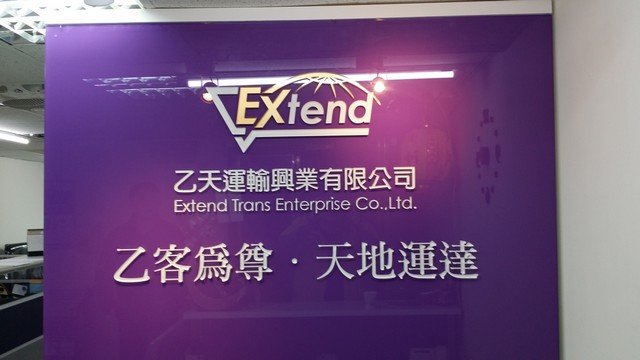 EXtend
乙天運輸興業有限公司
Extend Trans Enterprise Co.,Ltd.
乙客為尊・天地運達